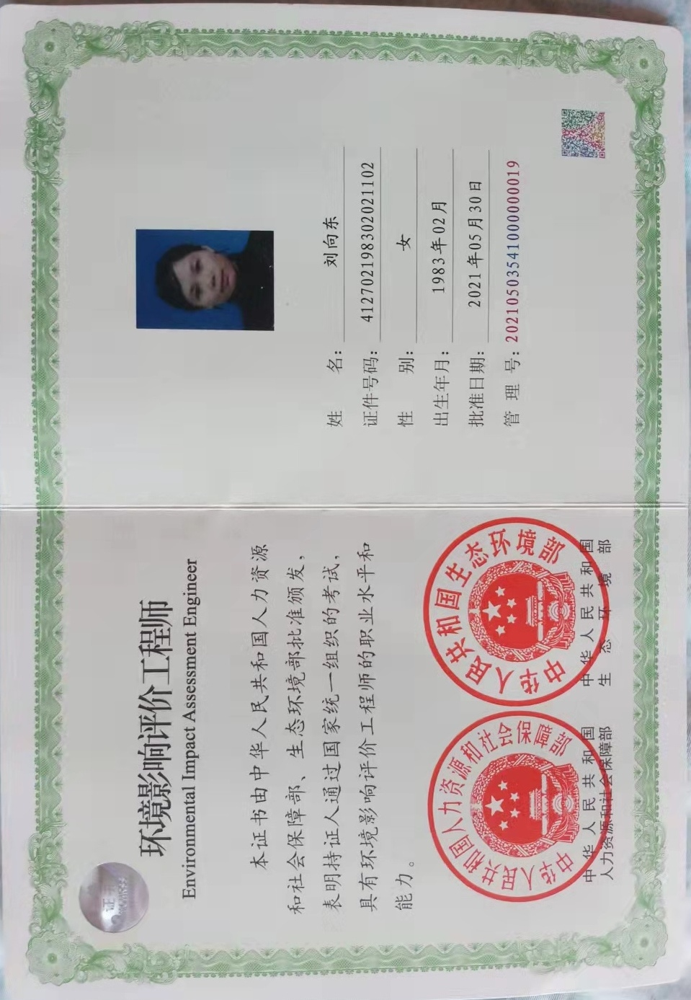 环境影响评价工程师
Environmental Impact Assessment Engineer
本证书由中华人民共和国人力资源
和社会保障部、生态环境部批准颁发，
表明持证人通过国家统一组织的考试，
具有环境影响评价工程师的职业水平和
能力。
中华人民共和国人力资源和社会保障部
中华人民共和国
人力资源和社会保障部
中华人民共和国生态环境部
中华人民共和国
生态环境部
姓名：刘向东
证件号码：412702198302021102
性别：女
出生年月：1983年02月
批准日期：2021年05月30日
管理号：20210503541000000019